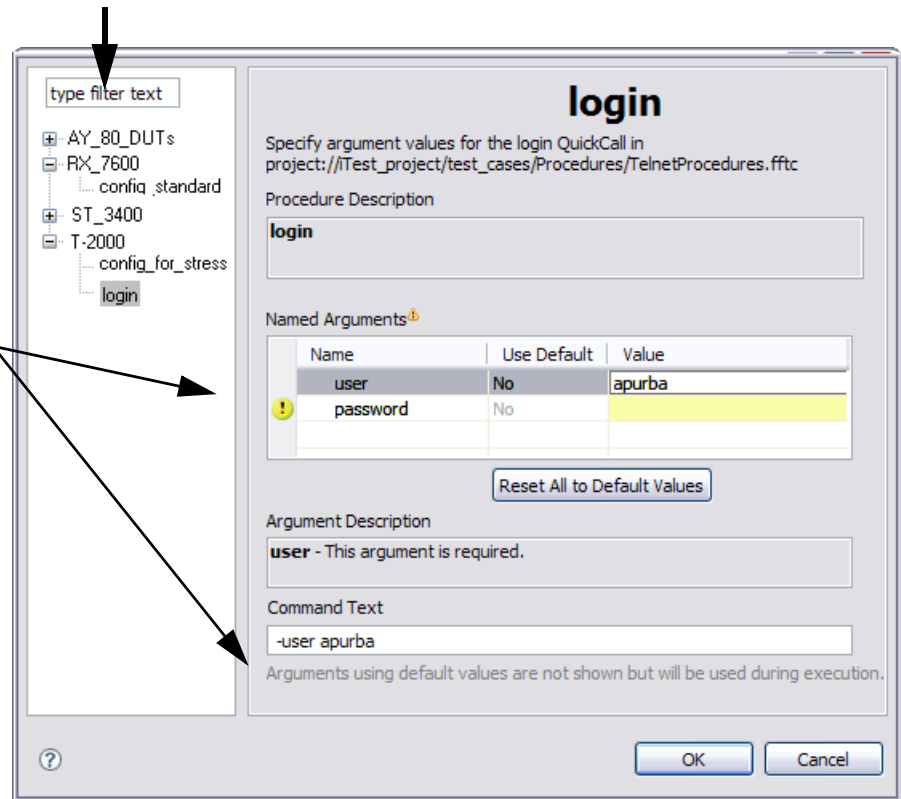 type filter text
AY_80_DUTs
RX_7600
config_standard
ST_3400
T-2000
config_for_stress
login
login
Specify argument values for the login QuickCall in
project://iTest_project/test_cases/Procedures/TelnetProcedures.fftc
Procedure Description
login
Named Arguments
Name Use Default Value
user No apurba
password No
Reset All to Default Values
Argument Description
user - This argument is required.
Command Text
-user apurba
Arguments using default values are not shown but will be used during execution.
OK Cancel